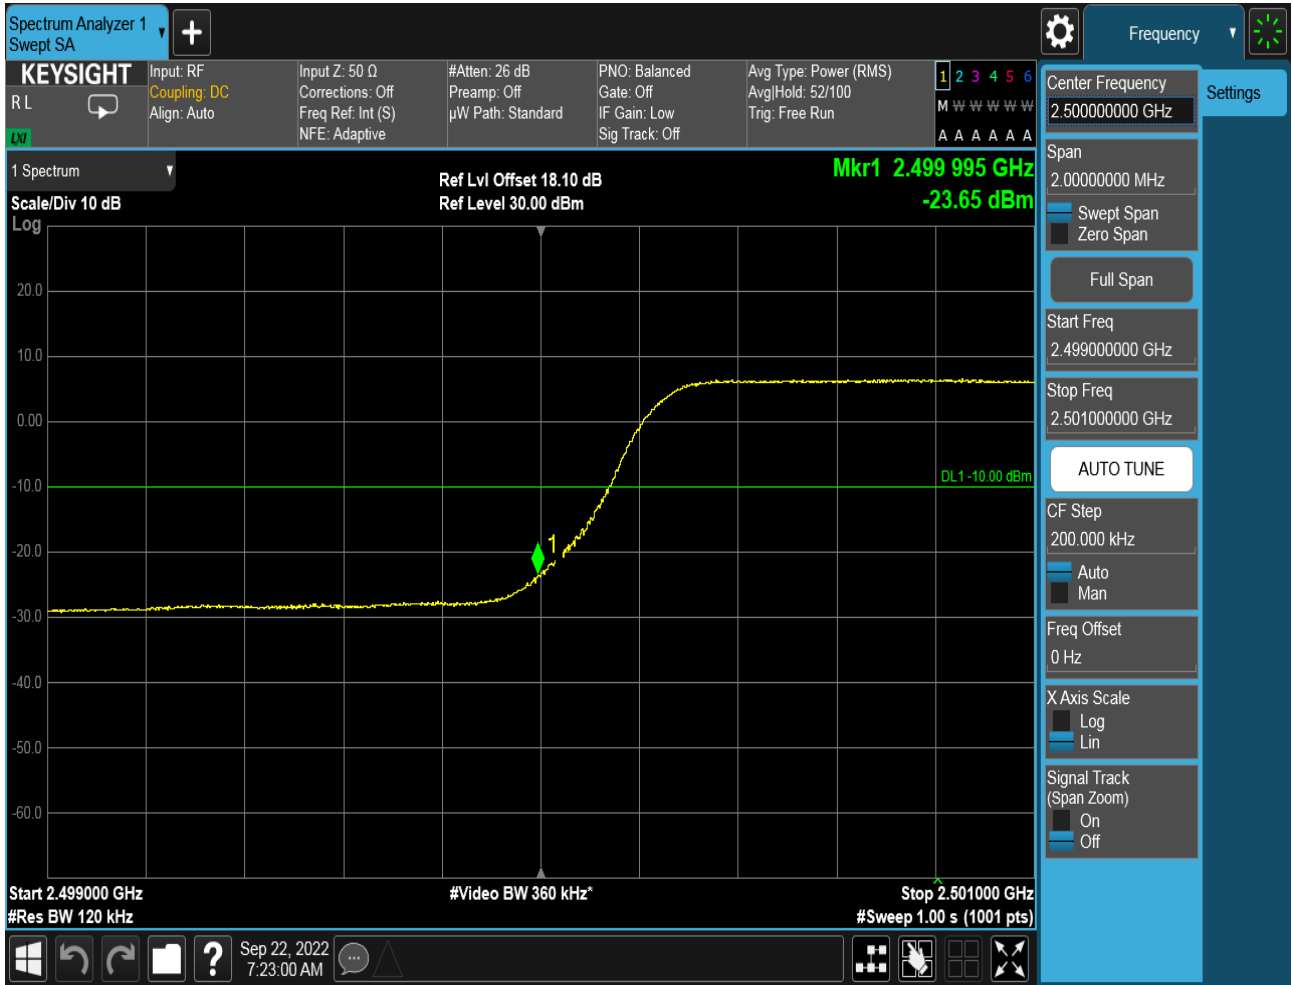 Spectrum Analyzer 1
Swept SA
Frequency
KEYSIGHT
R L
LXI
Input: RF
Coupling: DC
Align: Auto
Input Z: 50 Ω
Corrections: Off
Freq Ref: Int (S)
NFE: Adaptive
#Atten: 26 dB
Preamp: Off
µW Path: Standard
PNO: Balanced
Gate: Off
IF Gain: Low
Sig Track: Off
Avg Type: Power (RMS)
Avg|Hold: 52/100
Trig: Free Run
1 2 3 4 5 6
M W W W W W
A A A A A A
1 Spectrum
Scale/Div 10 dB
Log
Ref Lvl Offset 18.10 dB
Ref Level 30.00 dBm
Mkr1 2.499 995 GHz
-23.65 dBm
20.0
10.0
0.00
-10.0
-20.0
-30.0
-40.0
-50.0
-60.0
DL1 -10.00 dBm
1
Start 2.499000 GHz
#Res BW 120 kHz
#Video BW 360 kHz*
Stop 2.501000 GHz
#Sweep 1.00 s (1001 pts)
Sep 22, 2022
7:23:00 AM
Center Frequency
2.500000000 GHz
Settings
Span
2.00000000 MHz
Swept Span
Zero Span
Full Span
Start Freq
2.499000000 GHz
Stop Freq
2.501000000 GHz
AUTO TUNE
CF Step
200.000 kHz
Auto
Man
Freq Offset
0 Hz
X Axis Scale
Log
Lin
Signal Track
(Span Zoom)
On
Off